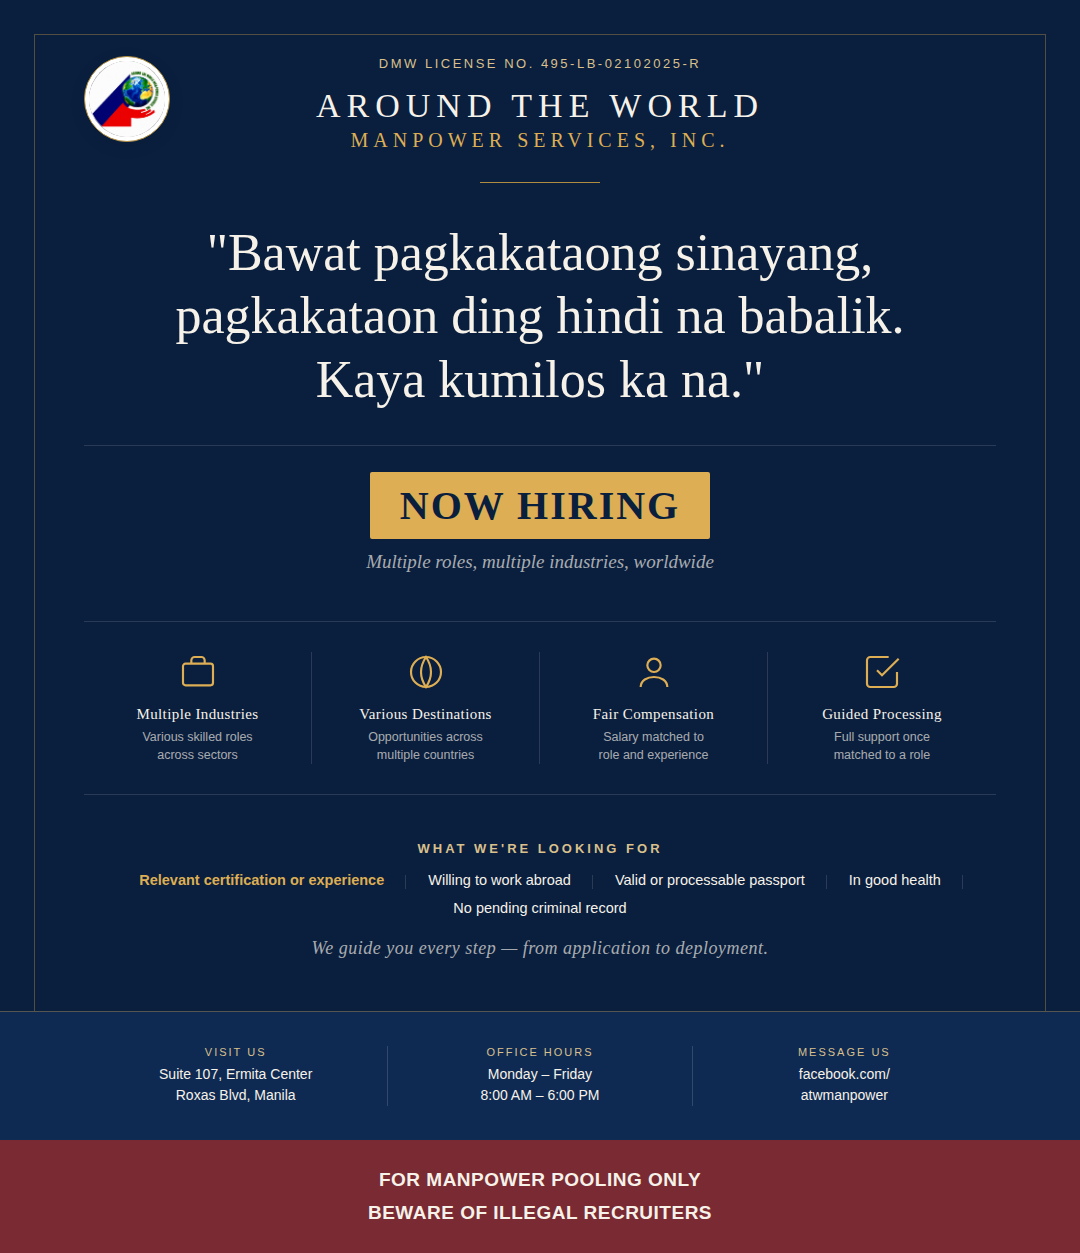 DMW LICENSE NO. 495-LB-02102025-R
AROUND THE WORLD
MANPOWER SERVICES, INC.
"Bawat pagkakataong sinayang,
pagkakataon ding hindi na babalik.
Kaya kumilos ka na."
NOW HIRING
Multiple roles, multiple industries, worldwide
Multiple Industries
Various skilled roles
across sectors
Various Destinations
Opportunities across
multiple countries
Fair Compensation
Salary matched to
role and experience
Guided Processing
Full support once
matched to a role
WHAT WE'RE LOOKING FOR
Relevant certification or experience
Willing to work abroad
Valid or processable passport
In good health
No pending criminal record
We guide you every step — from application to deployment.
VISIT US
Suite 107, Ermita Center
Roxas Blvd, Manila
OFFICE HOURS
Monday – Friday
8:00 AM – 6:00 PM
MESSAGE US
facebook.com/
atwmanpower
FOR MANPOWER POOLING ONLY
BEWARE OF ILLEGAL RECRUITERS